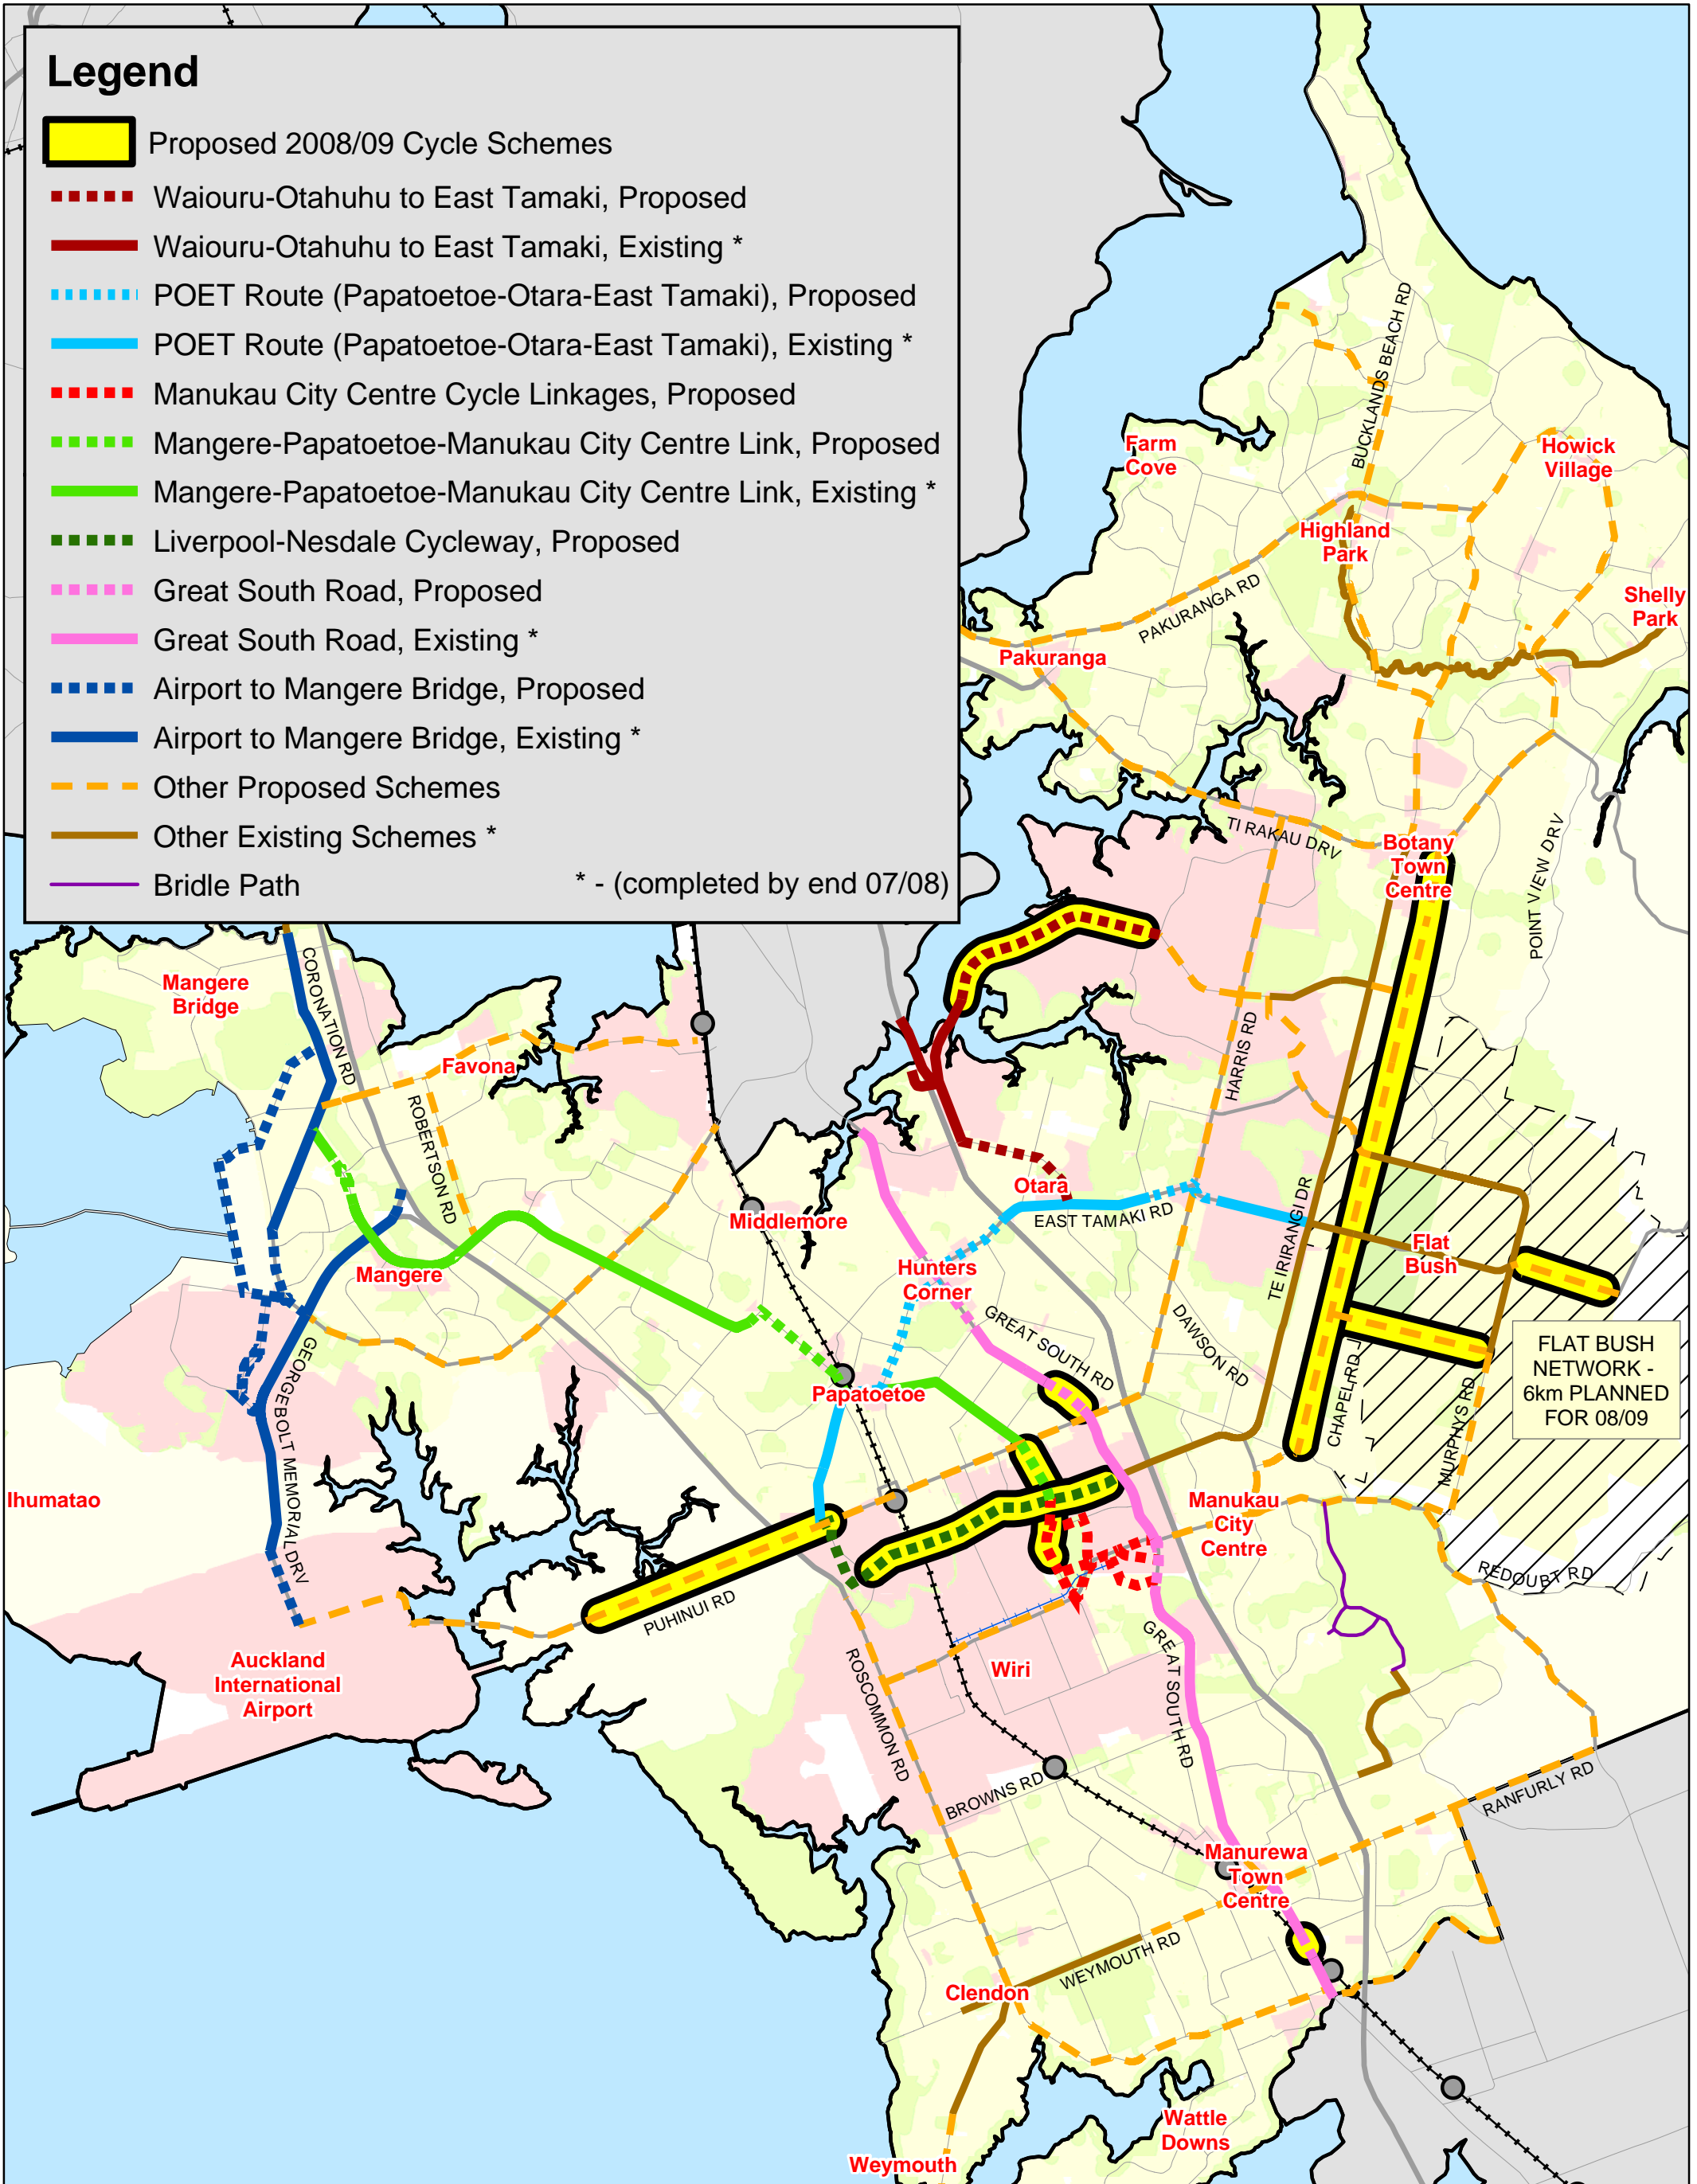 Legend
Proposed 2008/09 Cycle Schemes
Waiouru-Otahuhu to East Tamaki, Proposed
Waiouru-Otahuhu to East Tamaki, Existing *
POET Route (Papatoetoe-Otara-East Tamaki), Proposed
POET Route (Papatoetoe-Otara-East Tamaki), Existing *
Manukau City Centre Cycle Linkages, Proposed
Mangere-Papatoetoe-Manukau City Centre Link, Proposed
Mangere-Papatoetoe-Manukau City Centre Link, Existing *
Liverpool-Nesdale Cycleway, Proposed
Great South Road, Proposed
Great South Road, Existing *
Airport to Mangere Bridge, Proposed
Airport to Mangere Bridge, Existing *
Other Proposed Schemes
Other Existing Schemes *
Bridle Path
* - (completed by end 07/08)
BUCKLANDS BEACH RD
Farm
Cove
Howick
Village
Highland
Park
Shelly
Park
PAKURANGA RD
Pakuranga
TI RAKAU DRV
Botany
Town
Centre
POINT VIEW DRV
Mangere
Bridge
CORONATION RD
Favona
ROBERTSON RD
HARRIS RD
Otara
EAST TAMAKI RD
Middlemore
TE IRIRANGI DR
Flat
Bush
Mangere
Hunters
Corner
GREAT SOUTH RD
DAWSON RD
FLAT BUSH
NETWORK -
6km PLANNED
FOR 08/09
GEORGEBOLT MEMORIAL DRV
Papatoetoe
CHAPEL RD
MURPHYS RD
Ihumatao
Manukau
City
Centre
REDOUBT RD
PUHINUI RD
Auckland
International
Airport
Wiri
ROSCOMMON RD
GREAT SOUTH RD
BROWNS RD
RANFURLY RD
Manurewa
Town
Centre
WEYMOUTH RD
Clendon
Wattle
Downs
Weymouth